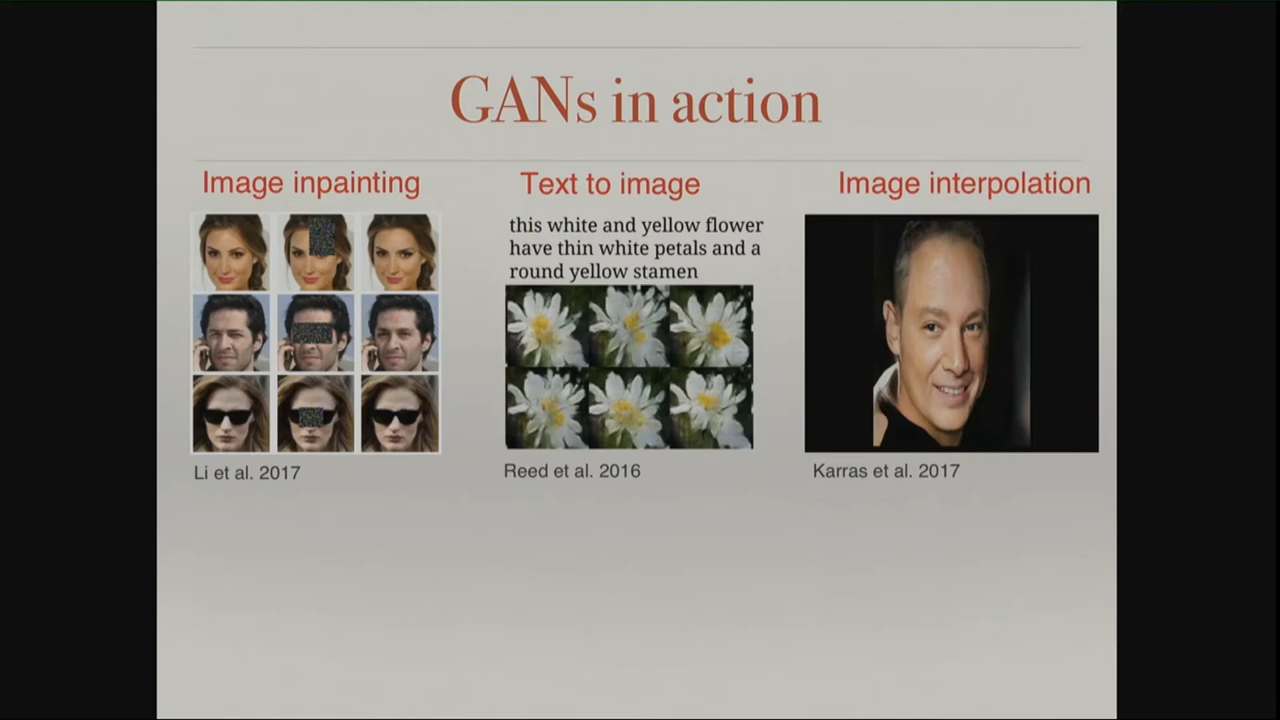 GANs in action
Image inpainting
Text to image
Image interpolation
this white and yellow flower
have thin white petals and a
round yellow stamen
Li et al. 2017
Reed et al. 2016
Karras et al. 2017